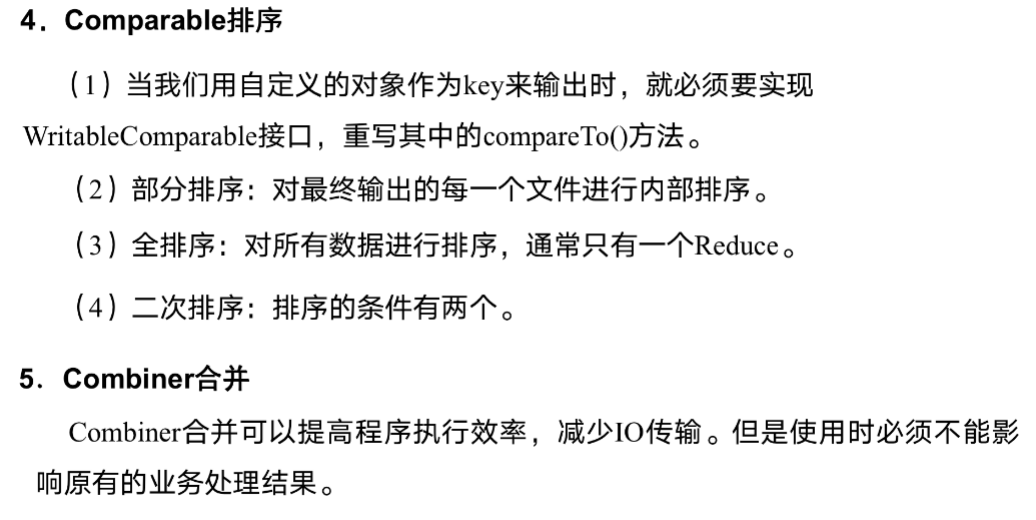 4．Comparable排序
（1）当我们用自定义的对象作为key来输出时，就必须要实现
WritableComparable接口，重写其中的compareTo()方法。
（2）部分排序：对最终输出的每一个文件进行内部排序。
（3）全排序：对所有数据进行排序，通常只有一个Reduce。
（4）二次排序：排序的条件有两个。
5．Combiner合并
Combiner合并可以提高程序执行效率，减少IO传输。但是使用时必须不能影
响原有的业务处理结果。